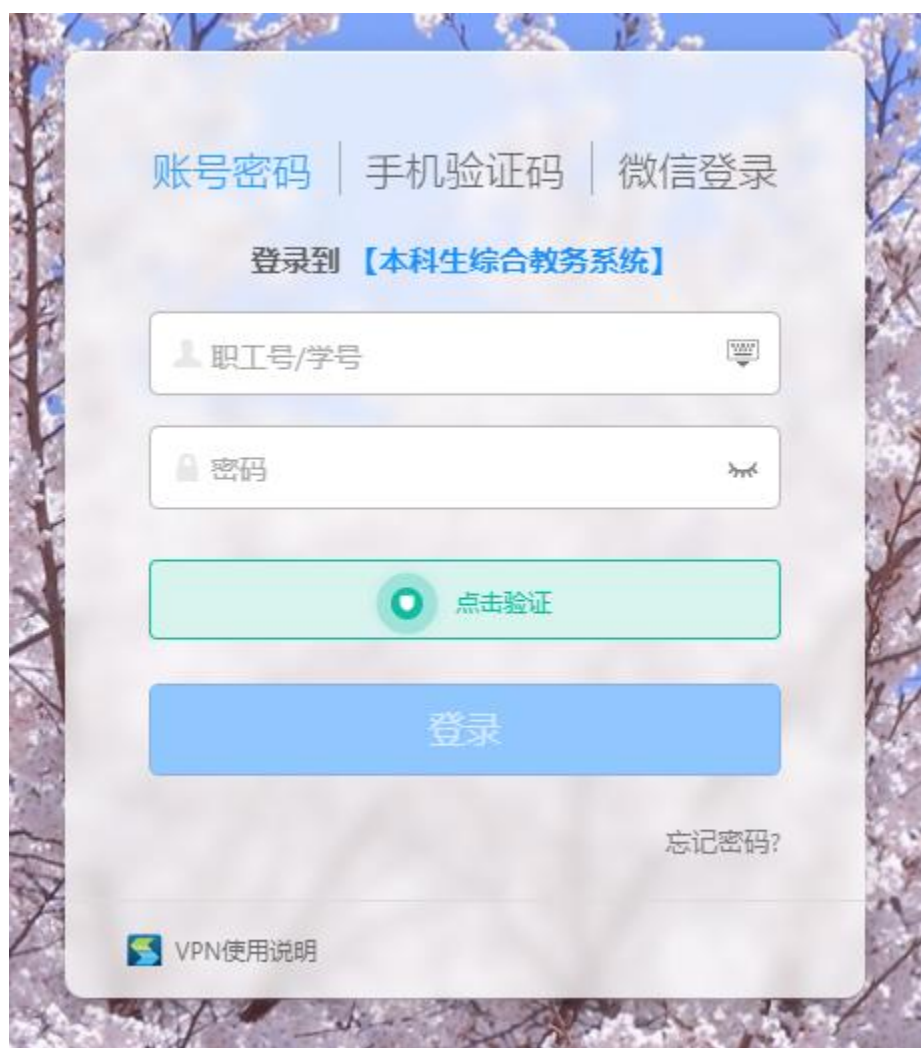 账号密码 手机验证码 微信登录
登录到 【本科生综合教务系统】
职工号/学号
密码
点击验证
登录
忘记密码?
VPN使用说明